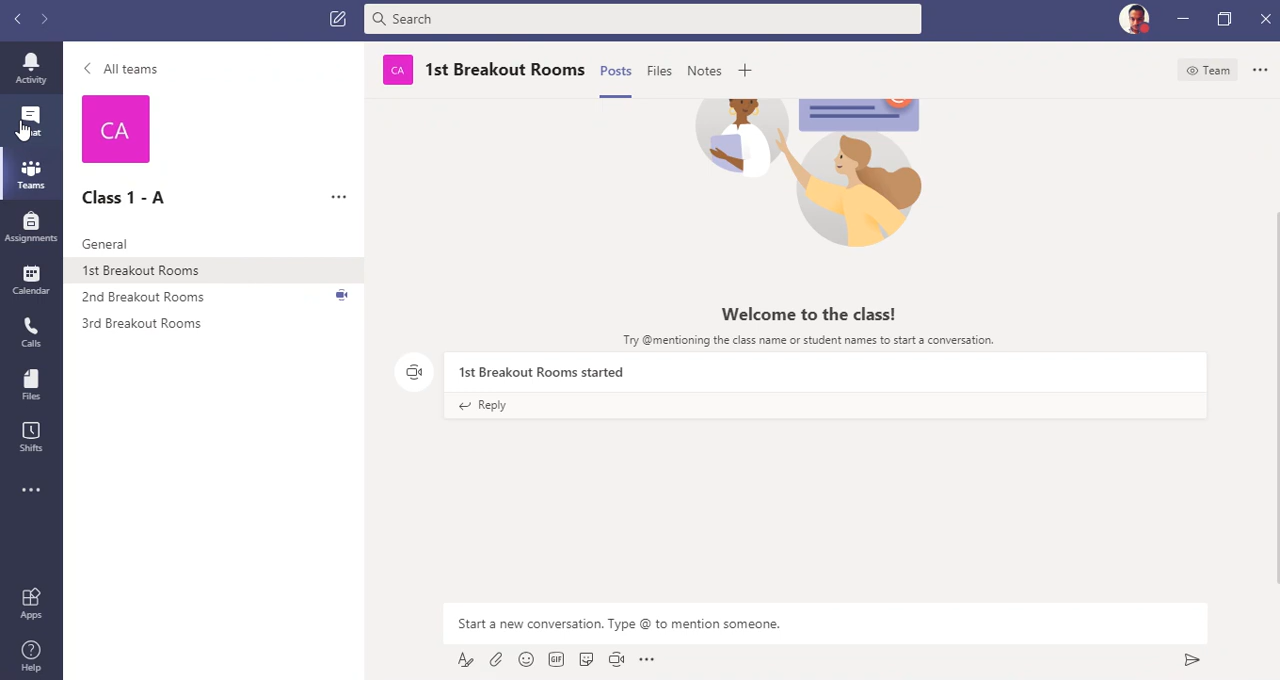 Search
Activity
Chat
Teams
Assignments
Calendar
Calls
Files
Shifts
Apps
Help
All teams
CA
Class 1 - A
General
1st Breakout Rooms
2nd Breakout Rooms
3rd Breakout Rooms
CA 1st Breakout Rooms Posts Files Notes
Team
Welcome to the class!
Try @mentioning the class name or student names to start a conversation.
1st Breakout Rooms started
Reply
Start a new conversation. Type @ to mention someone.
GIF